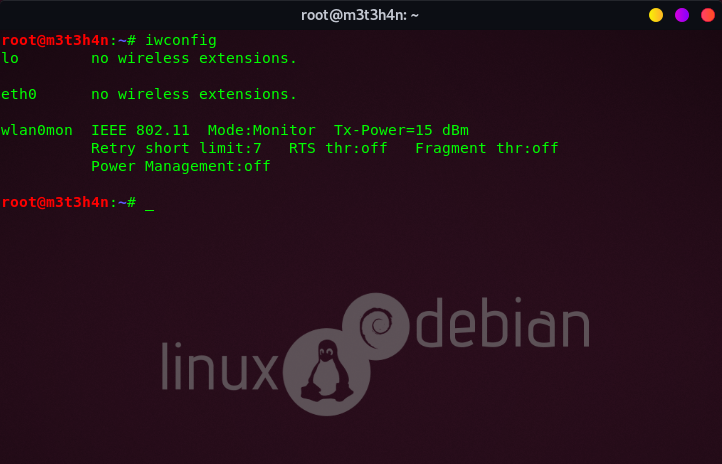 root@m3t3h4n: ~
root@m3t3h4n:~# iwconfig
lo        no wireless extensions.
eth0      no wireless extensions.
wlan0mon  IEEE 802.11  Mode:Monitor  Tx-Power=15 dBm
          Retry short limit:7   RTS thr:off   Fragment thr:off
          Power Management:off
root@m3t3h4n:~# _
debian
linux